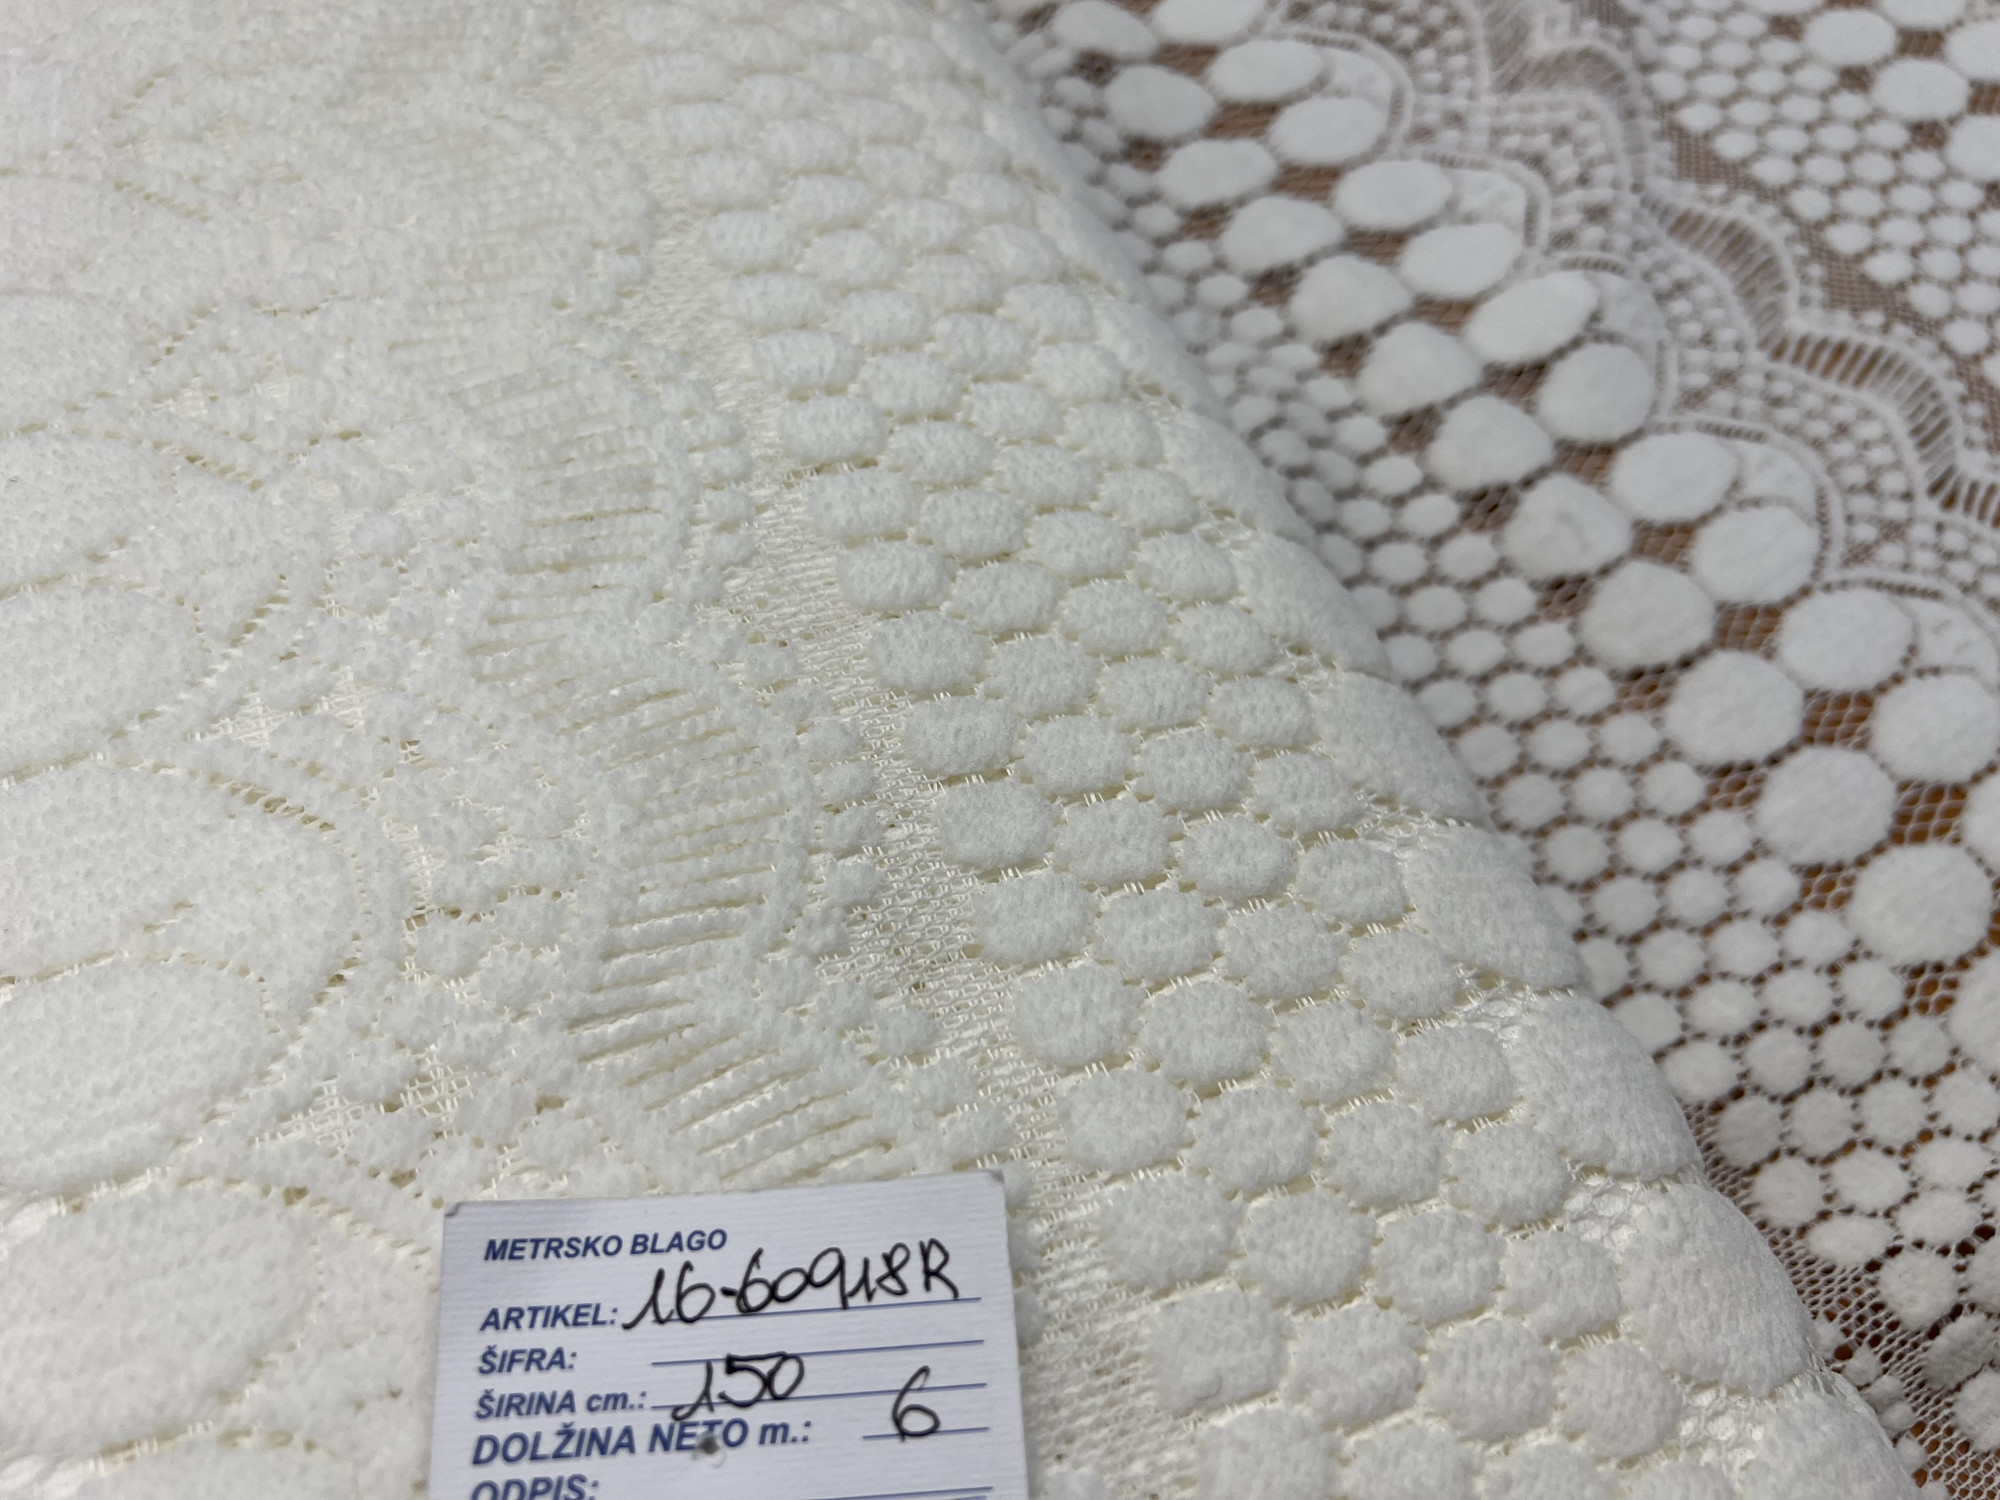 METRSKO BLAGO
ARTIKEL: 16-60918R
ŠIFRA:
ŠIRINA cm.: 150
DOLŽINA NETO m.: 6
ODPIS: